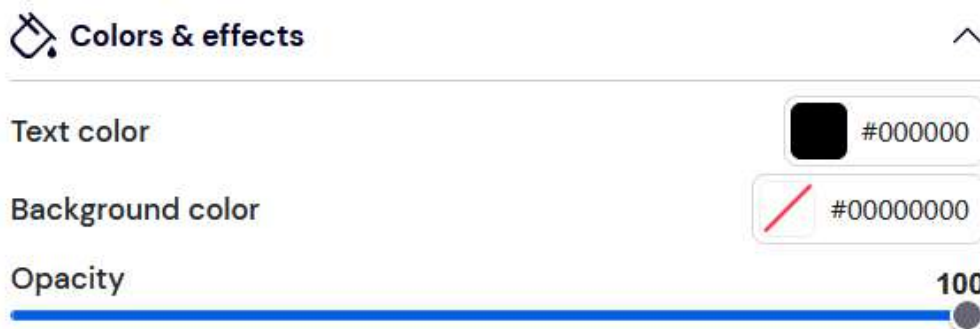 Colors & effects
Text color #000000
Background color #00000000
Opacity 100